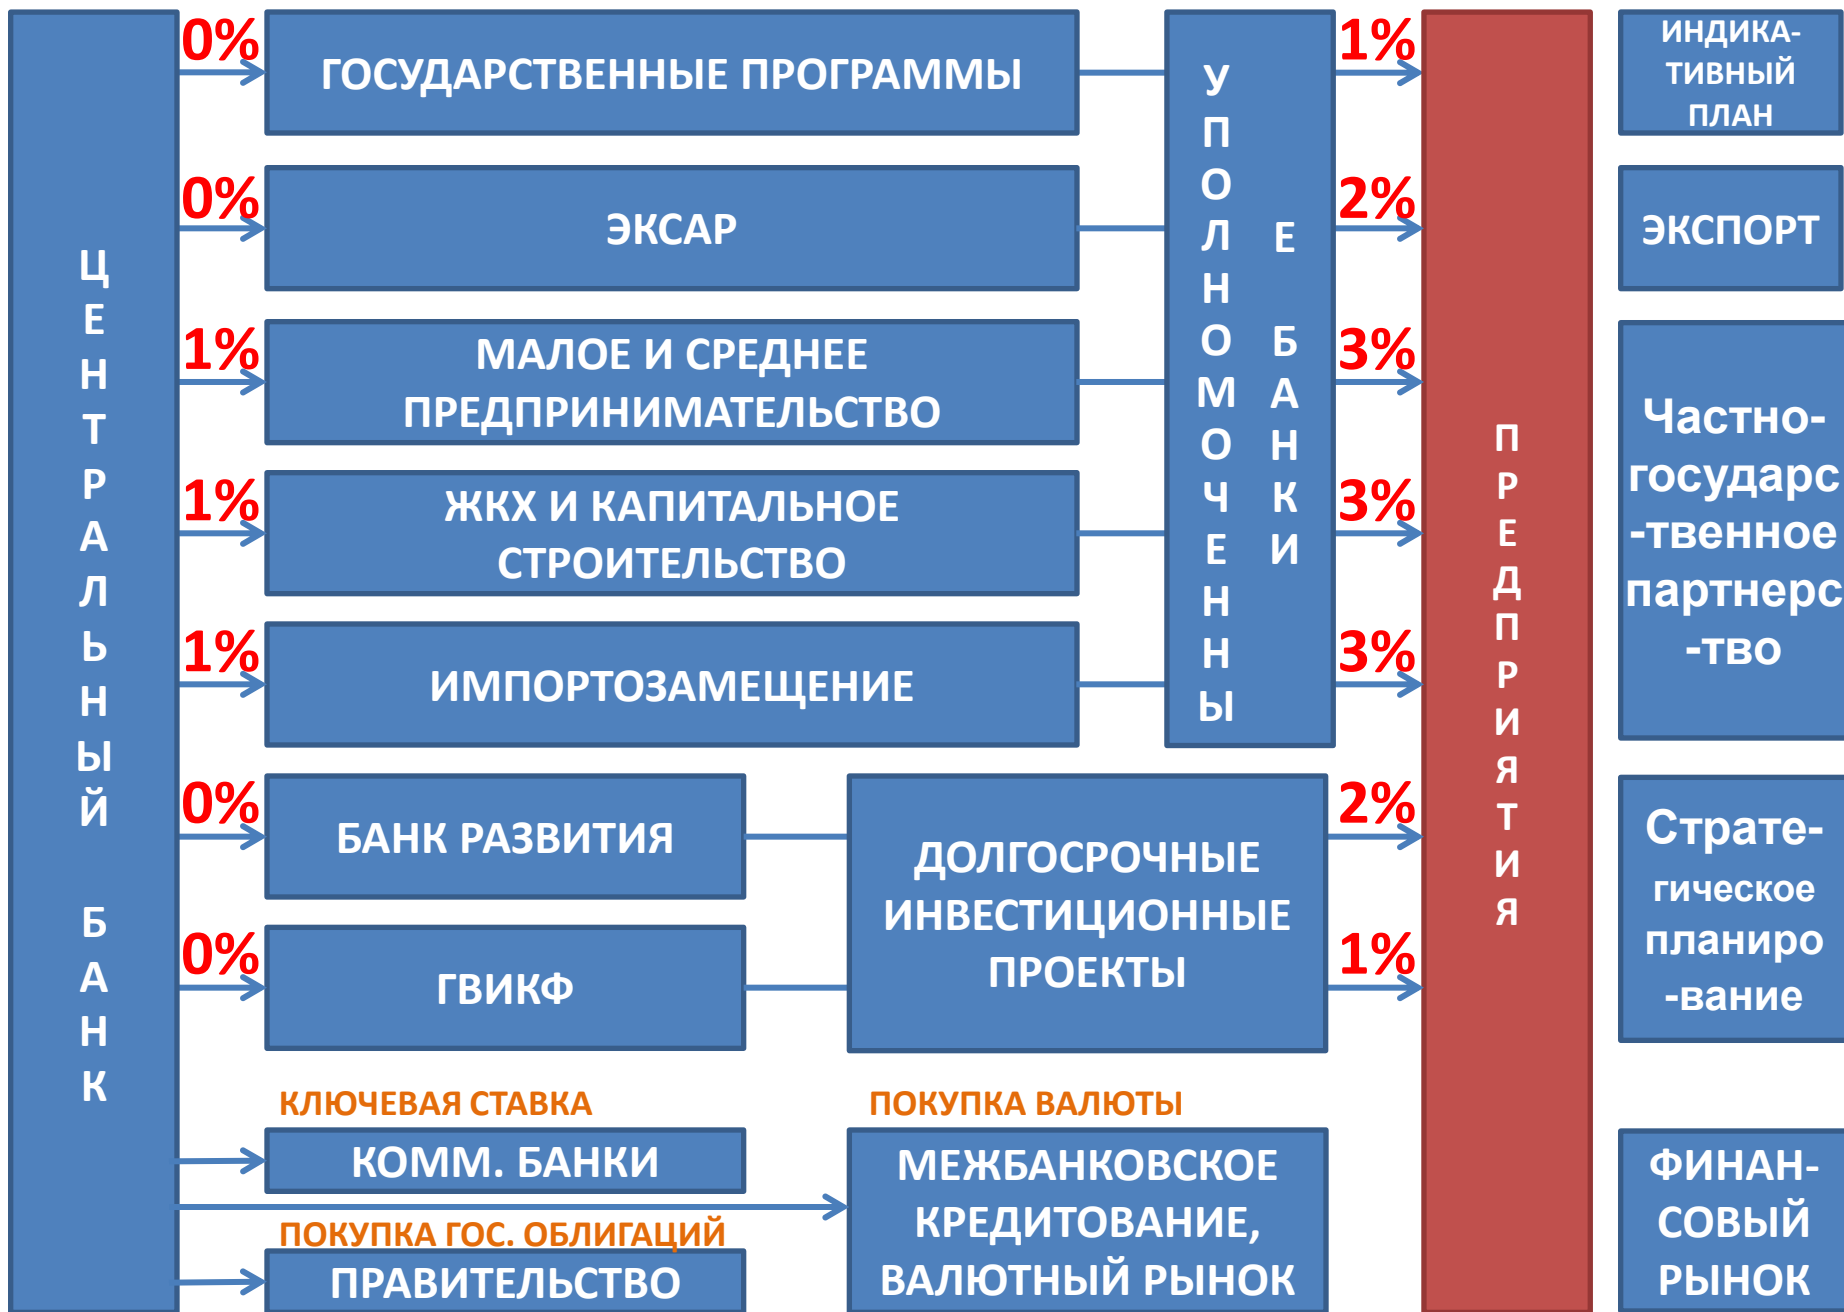 ЦЕНТРАЛЬНЫЙ БАНК
0%
ГОСУДАРСТВЕННЫЕ ПРОГРАММЫ
0%
ЭКСАР
1%
МАЛОЕ И СРЕДНЕЕ
ПРЕДПРИНИМАТЕЛЬСТВО
1%
ЖКХ И КАПИТАЛЬНОЕ
СТРОИТЕЛЬСТВО
1%
ИМПОРТОЗАМЕЩЕНИЕ
УПОЛНОМОЧЕННЫ
Е БАНКИ
1%
2%
3%
3%
3%
0%
БАНК РАЗВИТИЯ
0%
ГВИКФ
ДОЛГОСРОЧНЫЕ
ИНВЕСТИЦИОННЫЕ
ПРОЕКТЫ
2%
1%
КЛЮЧЕВАЯ СТАВКА
КОММ. БАНКИ
ПОКУПКА ГОС. ОБЛИГАЦИЙ
ПРАВИТЕЛЬСТВО
ПОКУПКА ВАЛЮТЫ
МЕЖБАНКОВСКОЕ
КРЕДИТОВАНИЕ,
ВАЛЮТНЫЙ РЫНОК
ПРЕДПРИЯТИЯ
ИНДИКА-
ТИВНЫЙ
ПЛАН
ЭКСПОРТ
Частно-
государс
-твенное
партнерс
-тво
Страте-
гическое
планиро
-вание
ФИНАН-
СОВЫЙ
РЫНОК